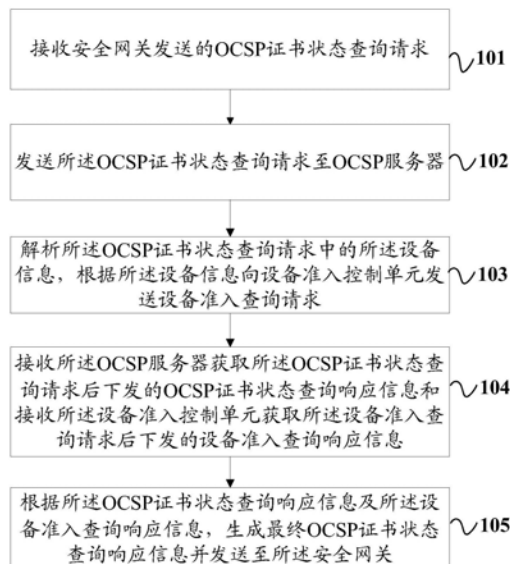 接收安全网关发送的OCSP证书状态查询请求
101
发送所述OCSP证书状态查询请求至OCSP服务器
102
解析所述OCSP证书状态查询请求中的所述设备
信息，根据所述设备信息向设备准入控制单元发
送设备准入查询请求
103
接收所述OCSP服务器获取所述OCSP证书状态查
询请求后下发的OCSP证书状态查询响应信息和
接收所述设备准入控制单元获取所述设备准入查
询请求后下发的设备准入查询响应信息
104
根据所述OCSP证书状态查询响应信息及所述设
备准入查询响应信息，生成最终OCSP证书状态
查询响应信息并发送至所述安全网关
105